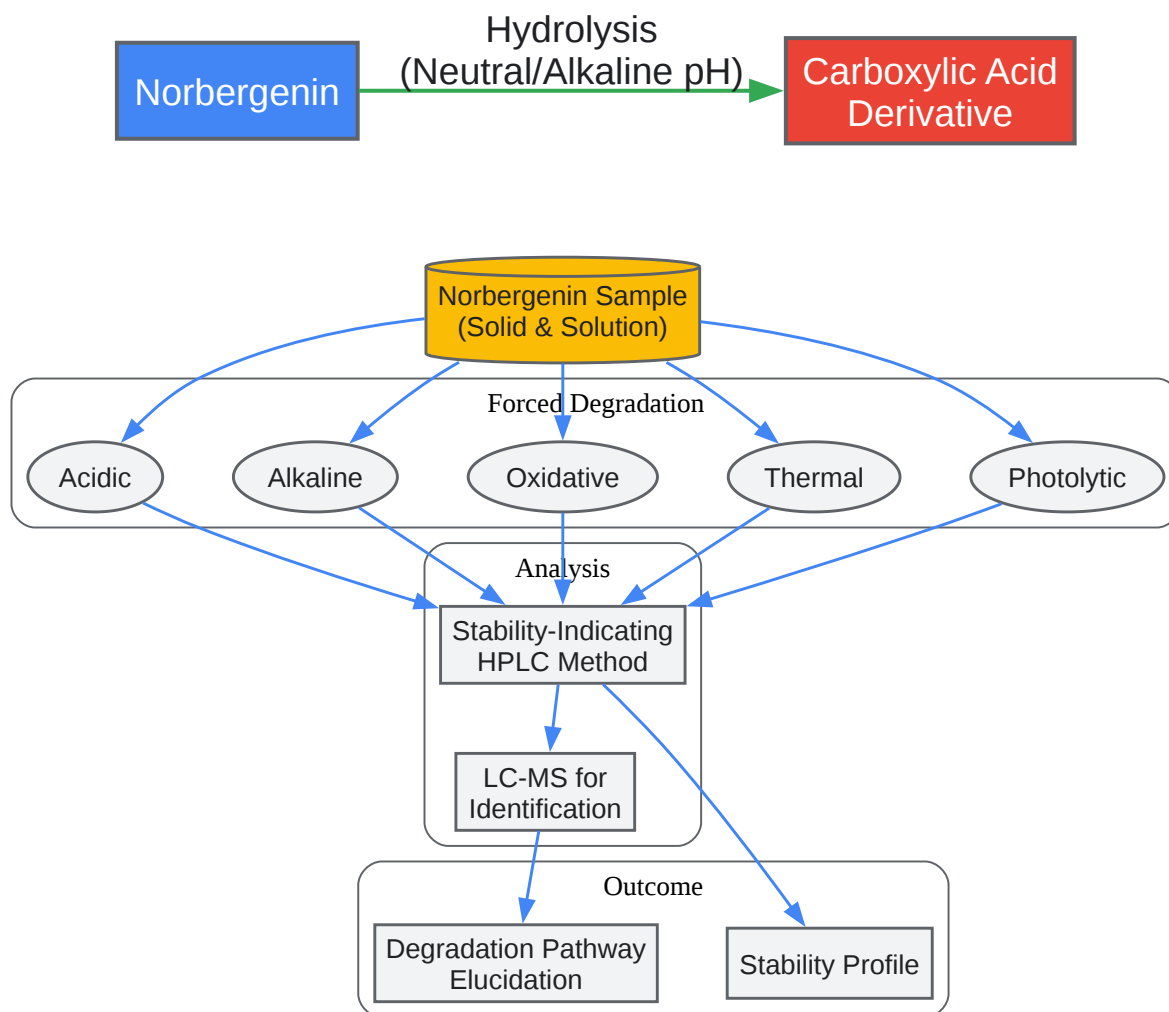 Hydrolysis
(Neutral/Alkaline pH)
Norbergenin
Carboxylic Acid
Derivative
Norbergenin Sample
(Solid & Solution)
Forced Degradation
Acidic
Alkaline
Oxidative
Thermal
Photolytic
Analysis
Stability-Indicating
HPLC Method
LC-MS for
Identification
Outcome
Degradation Pathway
Elucidation
Stability Profile